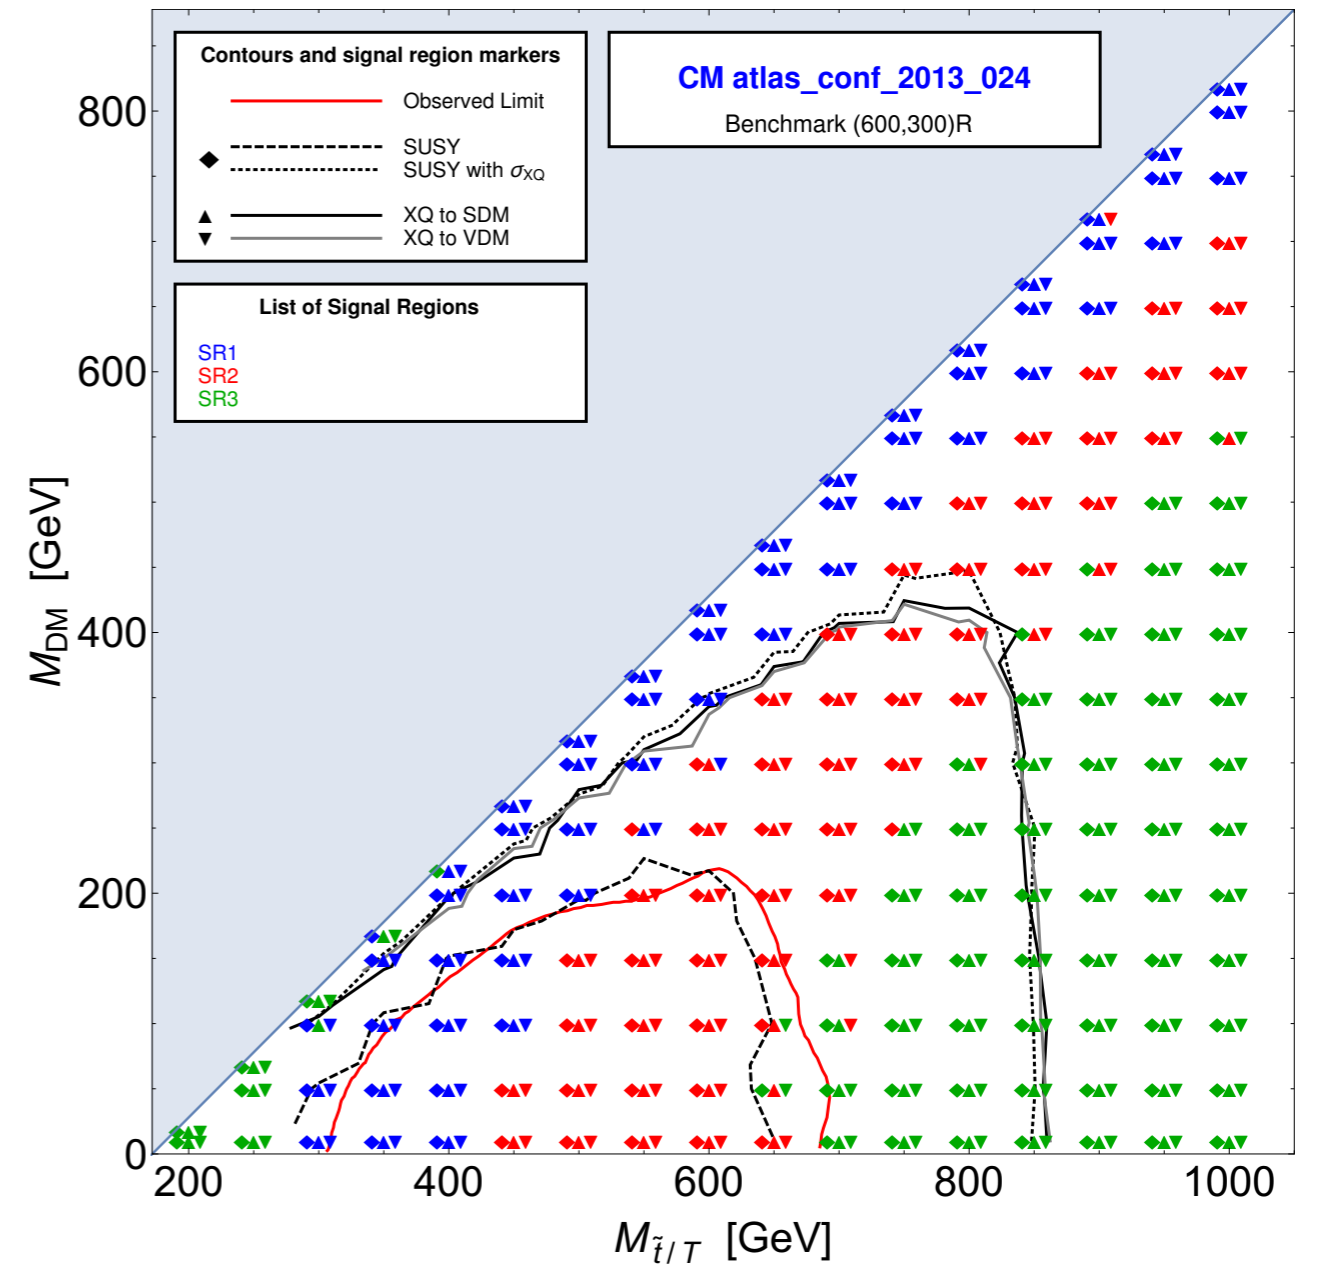 Contours and signal region markers
Observed Limit
SUSY
SUSY with σXQ
XQ to SDM
XQ to VDM
CM atlas_conf_2013_024
Benchmark (600,300)R
List of Signal Regions
SR1
SR2
SR3
MDM [GeV]
800
600
400
200
0
200
400
600
800
1000
Mt̃ / T [GeV]